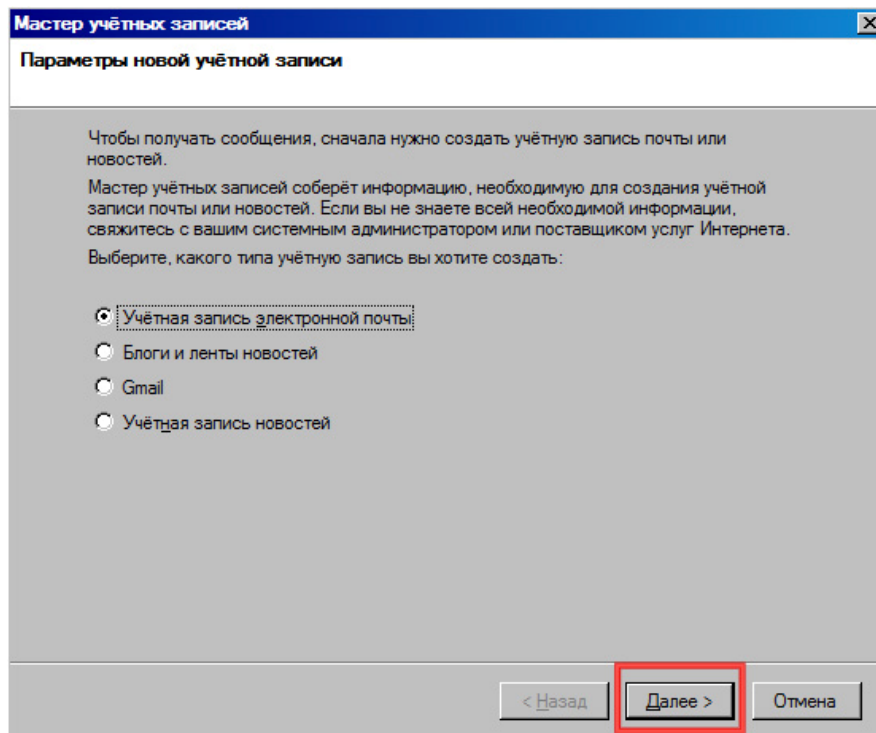 Мастер учётных записей
Параметры новой учётной записи
Чтобы получать сообщения, сначала нужно создать учётную запись почты или
новостей.
Мастер учётных записей соберёт информацию, необходимую для создания учётной
записи почты или новостей. Если вы не знаете всей необходимой информации,
свяжитесь с вашим системным администратором или поставщиком услуг Интернета.
Выберите, какого типа учётную запись вы хотите создать:
Учётная запись электронной почты
Блоги и ленты новостей
Gmail
Учётная запись новостей
< Назад Далее > Отмена